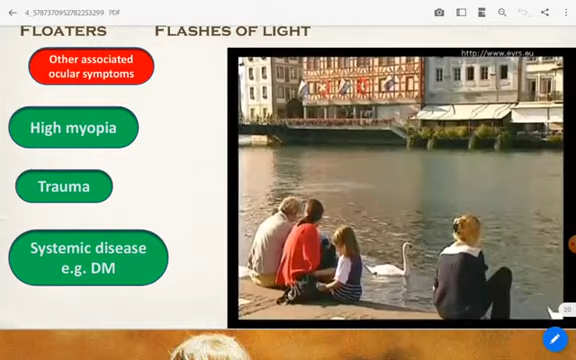 4_5787370952782253299
PDF
FLOATERS FLASHES OF LIGHT
http://www.eyrs.eu
Other associated
ocular symptoms
High myopia
Trauma
Systemic disease
e.g. DM
20